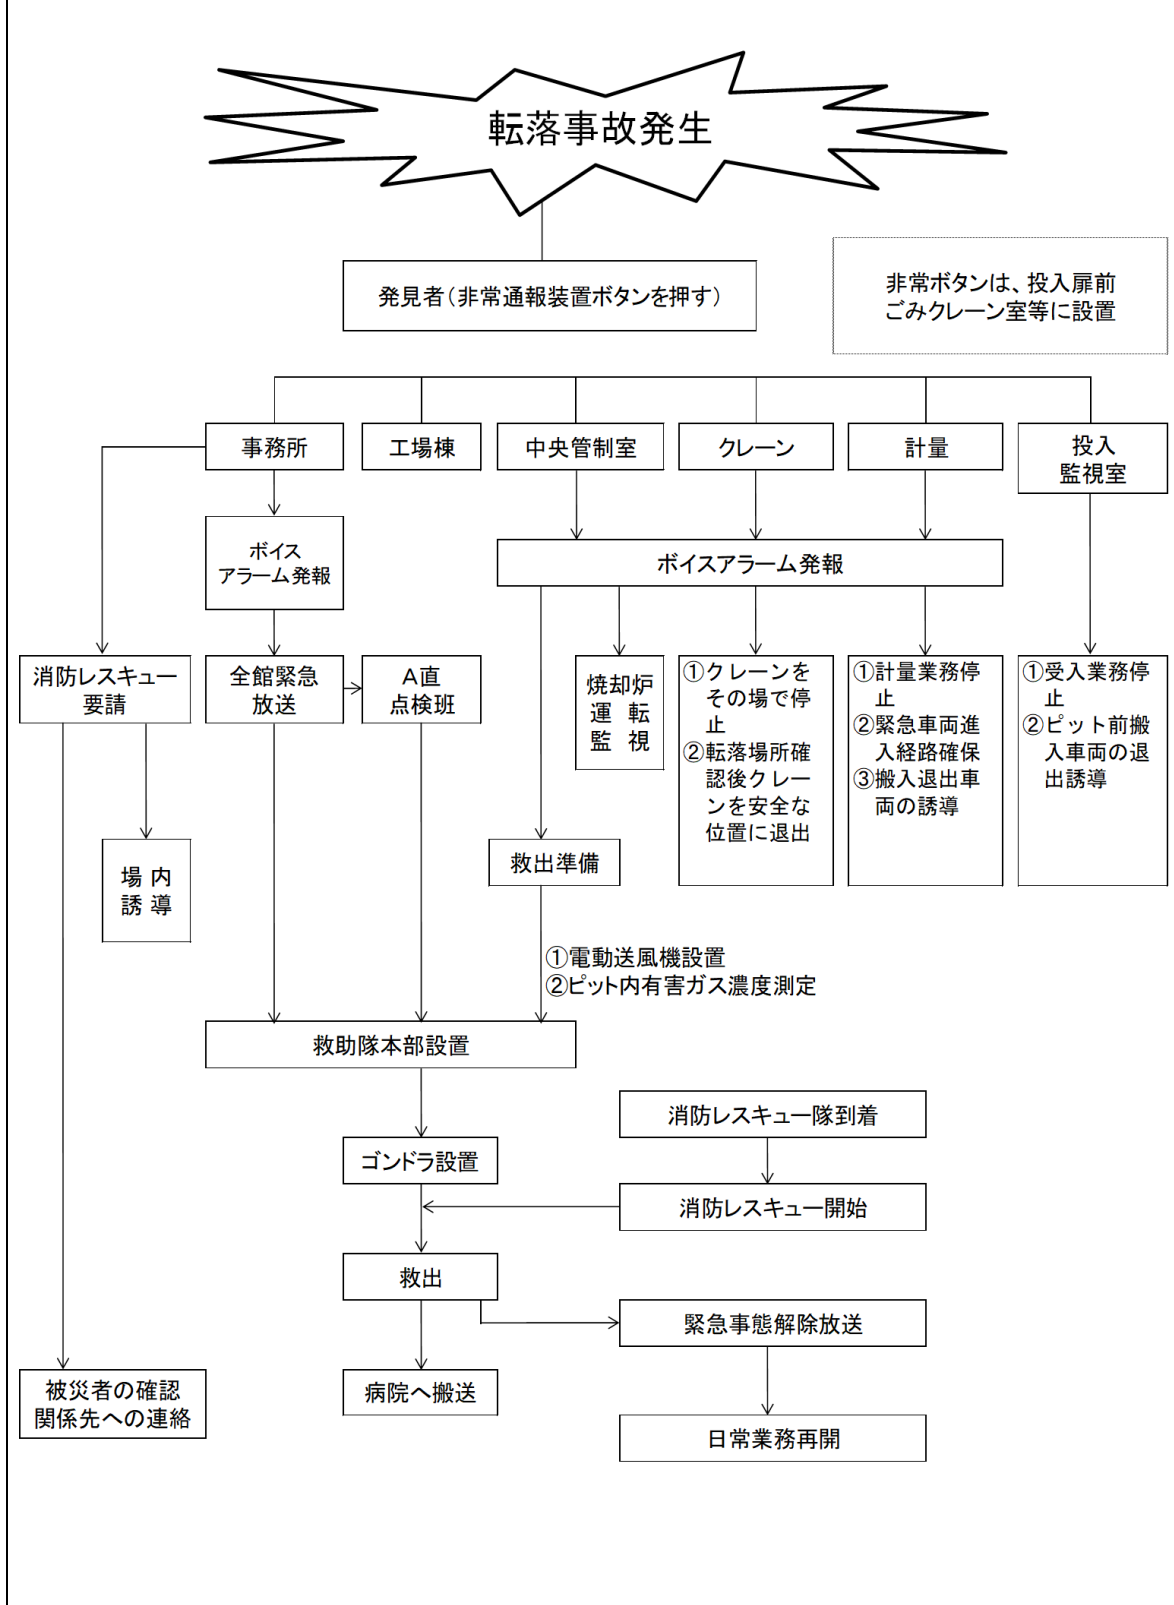 転落事故発生
発見者(非常通報装置ボタンを押す)
非常ボタンは、投入扉前
ごみクレーン室等に設置
事務所
工場棟
中央管制室
クレーン
計量
投入
監視室
ボイス
アラーム発報
ボイスアラーム発報
消防レスキュー
要請
全館緊急
放送
A直
点検班
焼却炉
運 転
監 視
①クレーンを
その場で停
止
②転落場所確
認後クレー
ンを安全な
位置に退出
①計量業務停
止
②緊急車両進
入経路確保
③搬入退出車
両の誘導
①受入業務停
止
②ピット前搬
入車両の退
出誘導
場 内
誘 導
救出準備
①電動送風機設置
②ピット内有害ガス濃度測定
救助隊本部設置
消防レスキュー隊到着
ゴンドラ設置
消防レスキュー開始
救出
緊急事態解除放送
被災者の確認
関係先への連絡
病院へ搬送
日常業務再開